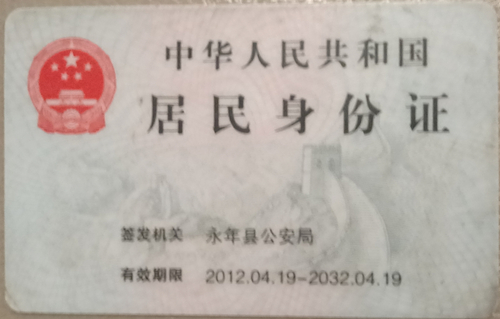 中华人民共和国
居民身份证
签发机关 永年县公安局
有效期限 2012.04.19-2032.04.19